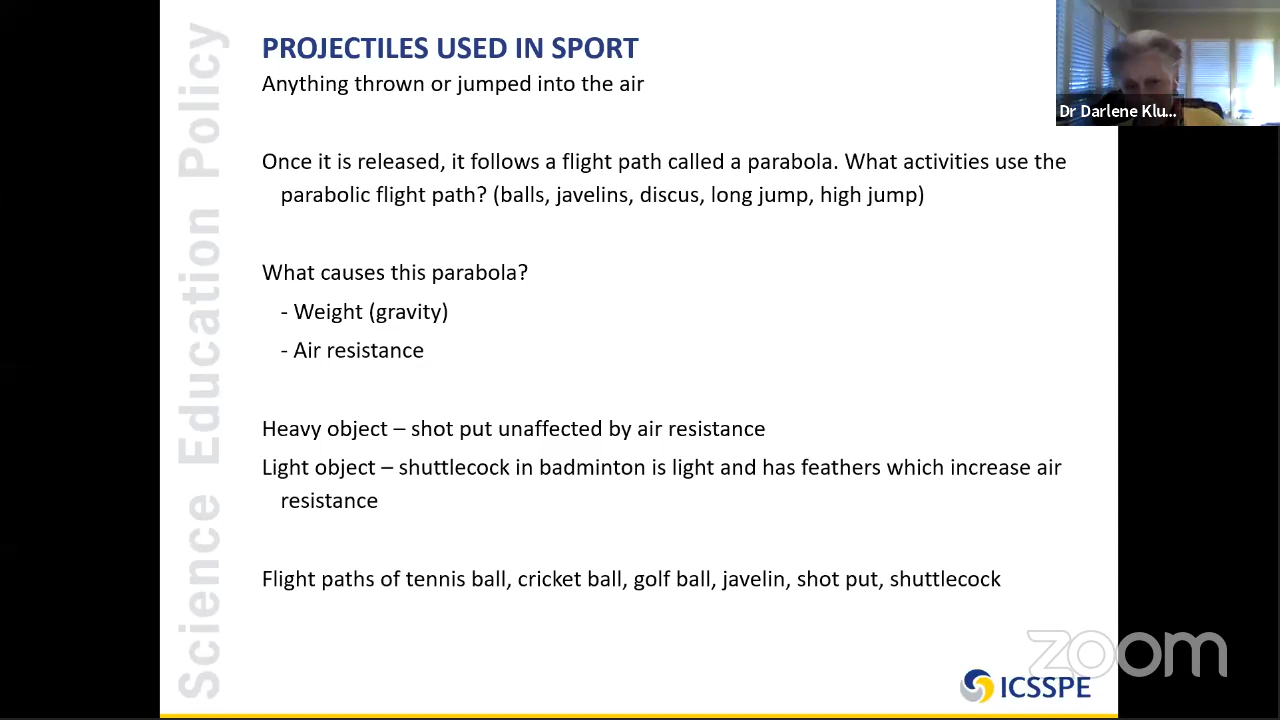 PROJECTILES USED IN SPORT
Anything thrown or jumped into the air
Dr Darlene Klu...
Once it is released, it follows a flight path called a parabola. What activities use the
parabolic flight path? (balls, javelins, discus, long jump, high jump)
What causes this parabola?
- Weight (gravity)
- Air resistance
Heavy object – shot put unaffected by air resistance
Light object – shuttlecock in badminton is light and has feathers which increase air
resistance
Flight paths of tennis ball, cricket ball, golf ball, javelin, shot put, shuttlecock
Science Education Policy
zoom
ICSSPE